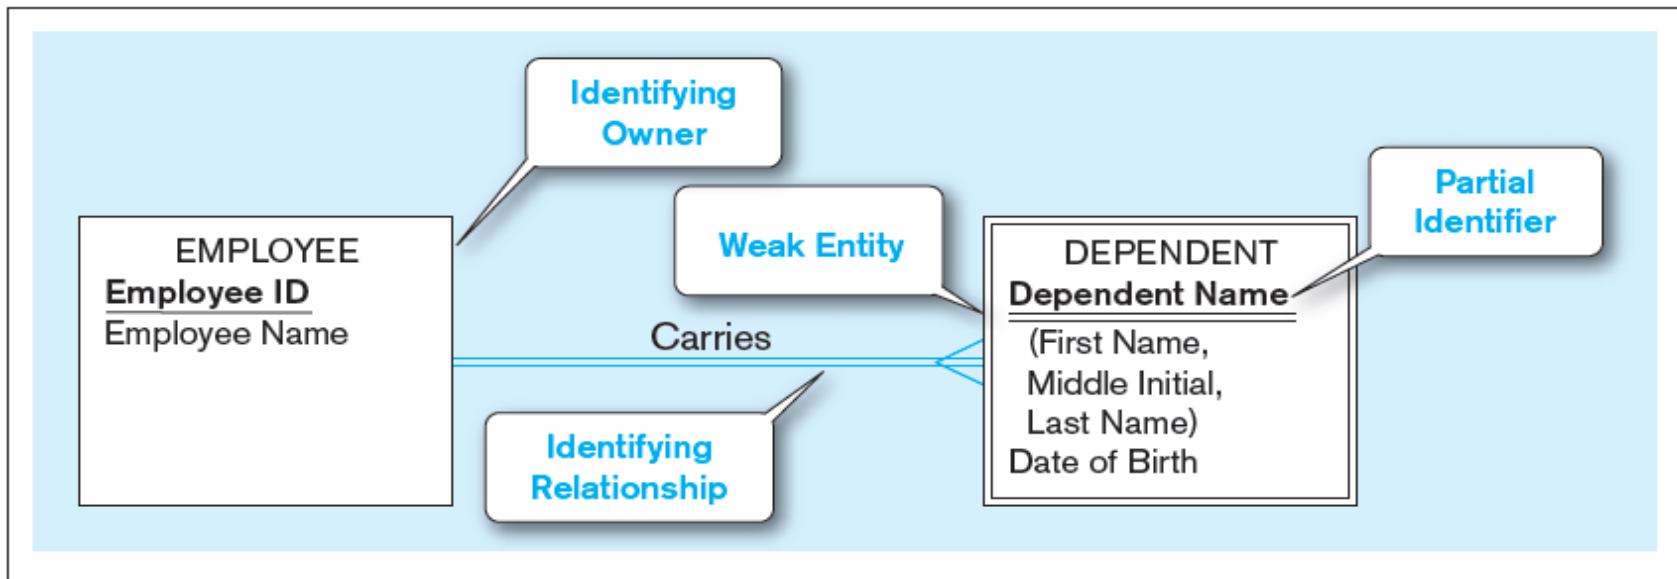 Identifying
Owner
Partial
Identifier
Weak Entity
EMPLOYEE
Employee ID
Employee Name
Carries
DEPENDENT
Dependent Name
(First Name,
Middle Initial,
Last Name)
Date of Birth
Identifying
Relationship